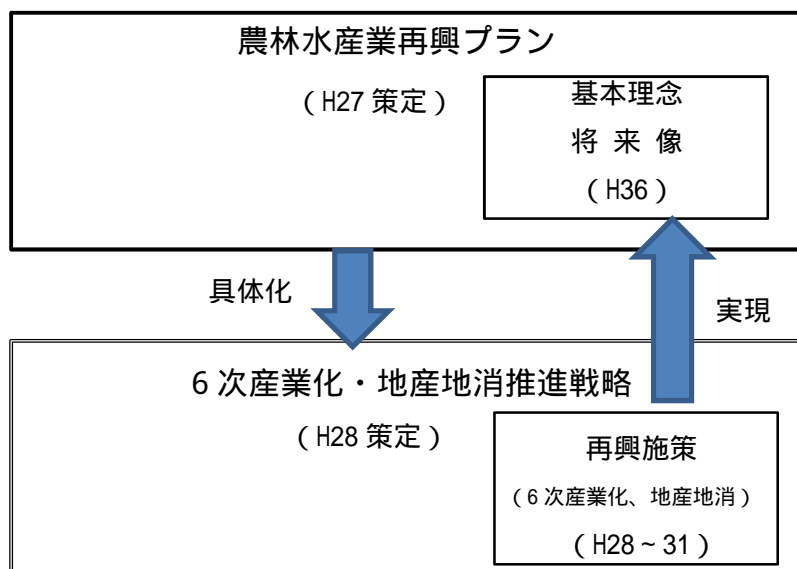 農林水産業再興プラン
（H27 策定）
基本理念
将 来 像
（H36）
具体化
実現
6 次産業化・地産地消推進戦略
（H28 策定）
再興施策
（6 次産業化、地産地消）
（H28 ~ 31）